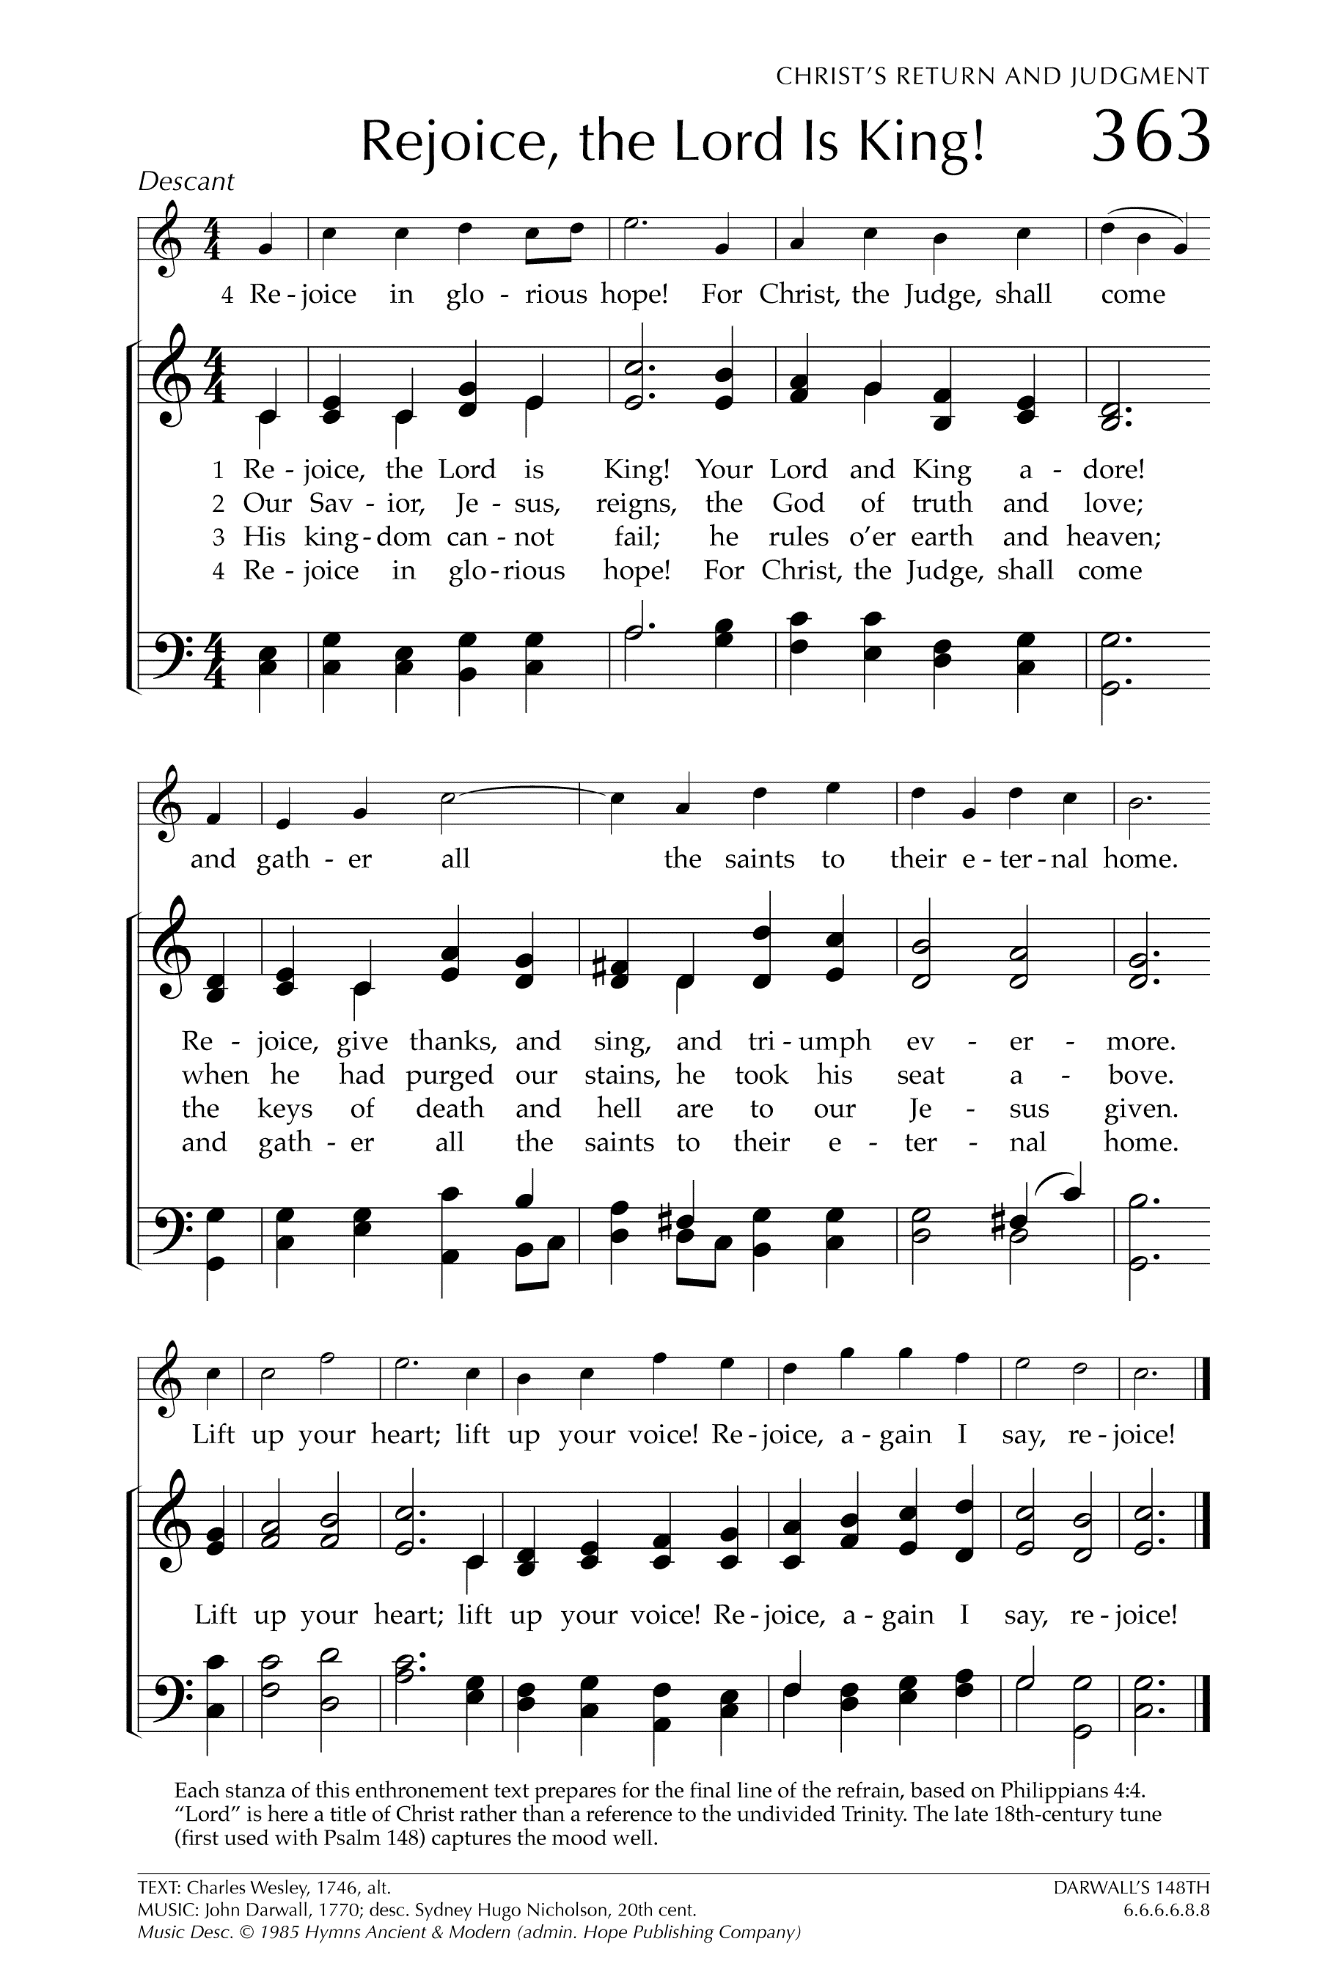 CHRIST’S RETURN AND JUDGMENT
Rejoice, the Lord Is King! 363
Descant
4 Re - joice in glo - rious hope! For Christ, the Judge, shall come
1 Re - joice, the Lord is King! Your Lord and King a - dore!
2 Our Sav - ior, Je - sus, reigns, the God of truth and love;
3 His king - dom can - not fail; he rules o’er earth and heaven;
4 Re - joice in glo - rious hope! For Christ, the Judge, shall come
and gath - er all the saints to their e - ter - nal home.
Re - joice, give thanks, and sing, and tri - umph ev - er - more.
when he had purged our stains, he took his seat a - bove.
the keys of death and hell are to our Je - sus given.
and gath - er all the saints to their e - ter - nal home.
Lift up your heart; lift up your voice! Re - joice, a - gain I say, re - joice!
Lift up your heart; lift up your voice! Re - joice, a - gain I say, re - joice!
Each stanza of this enthronement text prepares for the final line of the refrain, based on Philippians 4:4.
“Lord” is here a title of Christ rather than a reference to the undivided Trinity. The late 18th-century tune
(first used with Psalm 148) captures the mood well.
TEXT: Charles Wesley, 1746, alt. DARWALL’S 148TH
MUSIC: John Darwall, 1770; desc. Sydney Hugo Nicholson, 20th cent. 6.6.6.6.8.8
Music Desc. © 1985 Hymns Ancient & Modern (admin. Hope Publishing Company)